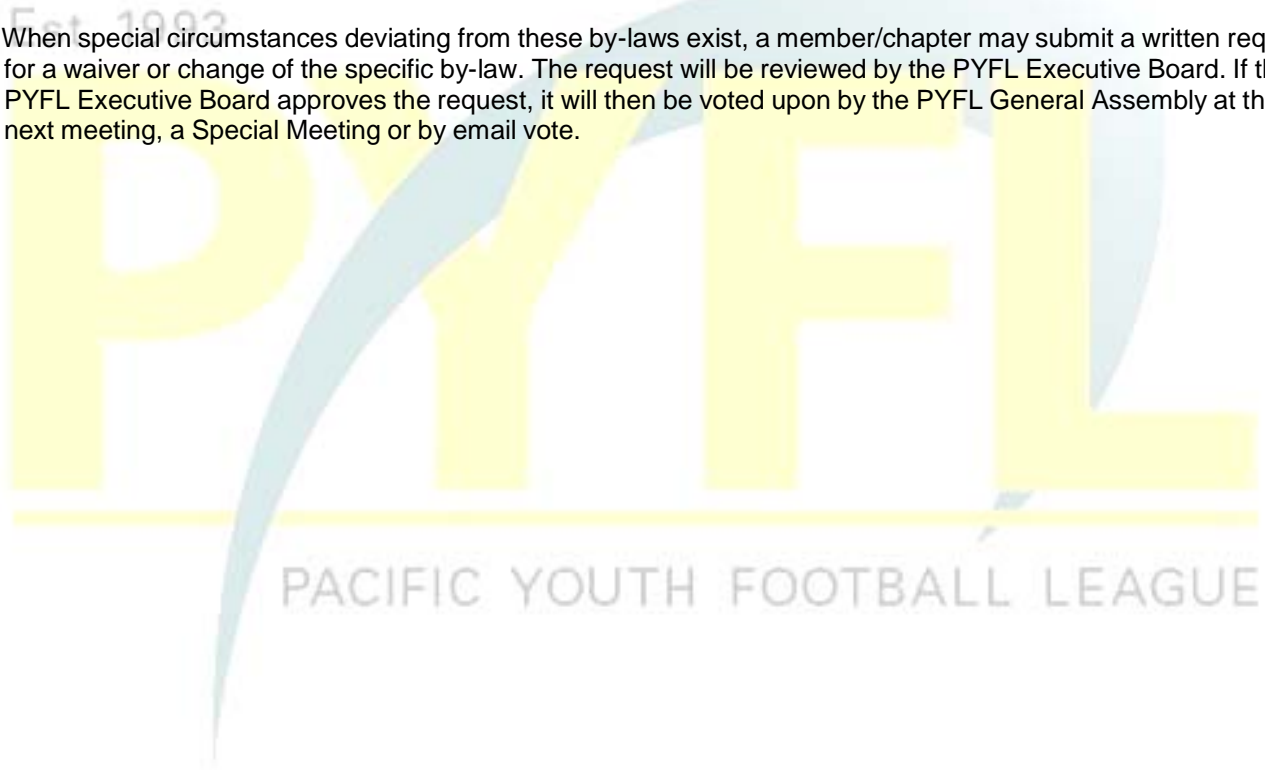 Est. 1993
When special circumstances deviating from these by-laws exist, a member/chapter may submit a written req
for a waiver or change of the specific by-law. The request will be reviewed by the PYFL Executive Board. If th
PYFL Executive Board approves the request, it will then be voted upon by the PYFL General Assembly at th
next meeting, a Special Meeting or by email vote.
PYFL
PACIFIC YOUTH FOOTBALL LEAGUE